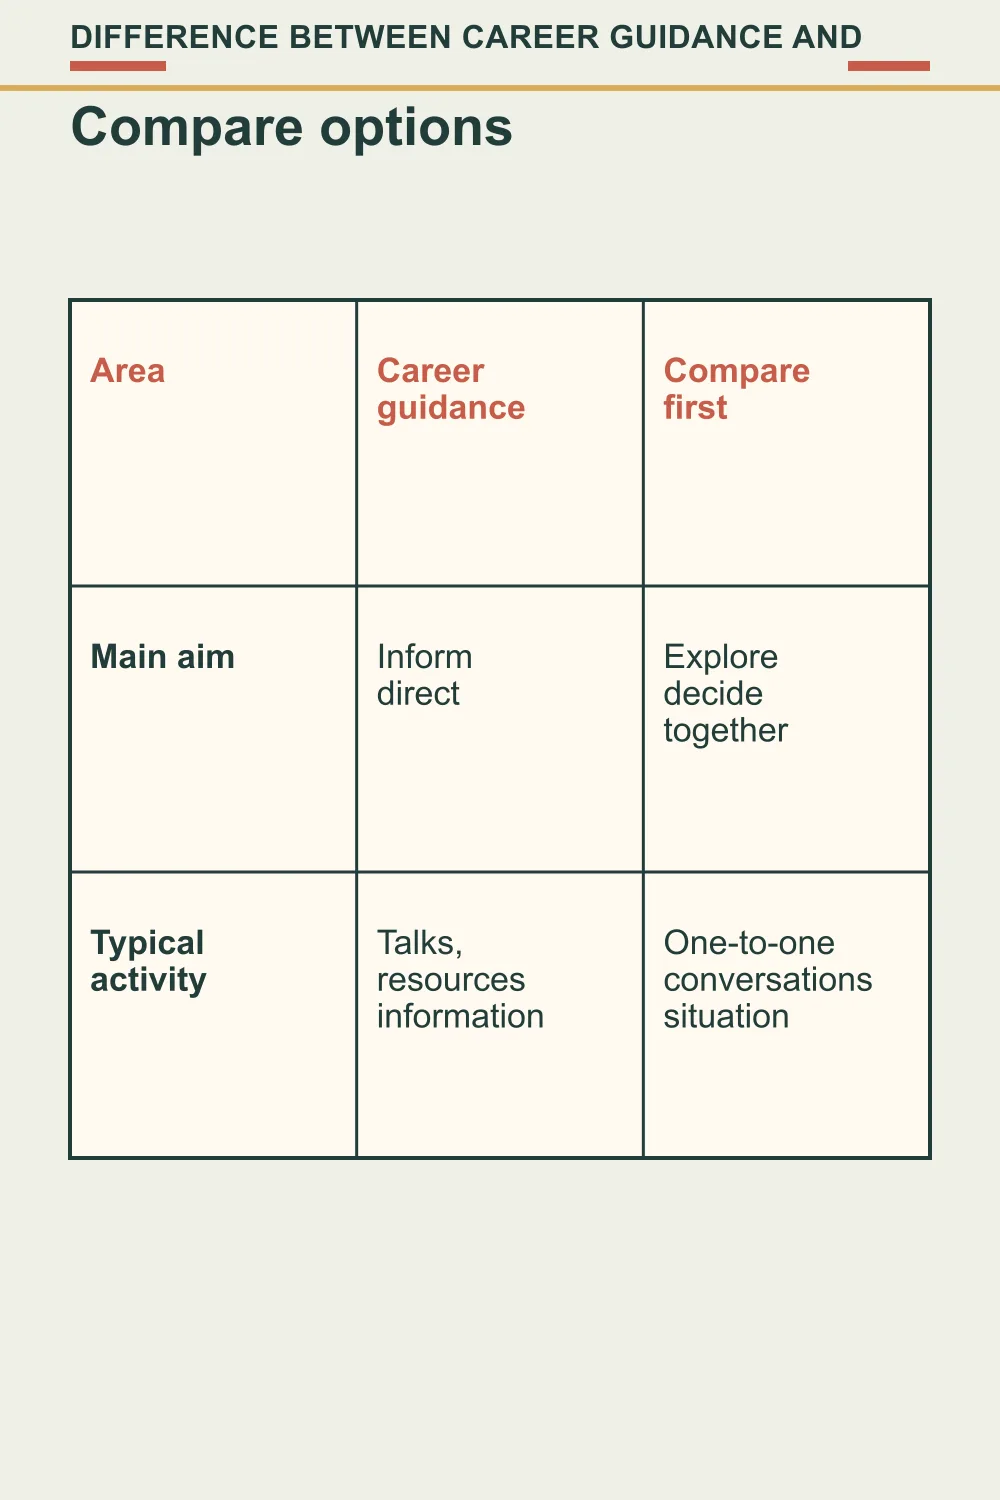 DIFFERENCE BETWEEN CAREER GUIDANCE AND
Compare options
Area
Career
guidance
Compare
first
Main aim
Inform
direct
Explore
decide
together
Typical
activity
Talks,
resources
information
One-to-one
conversations
situation